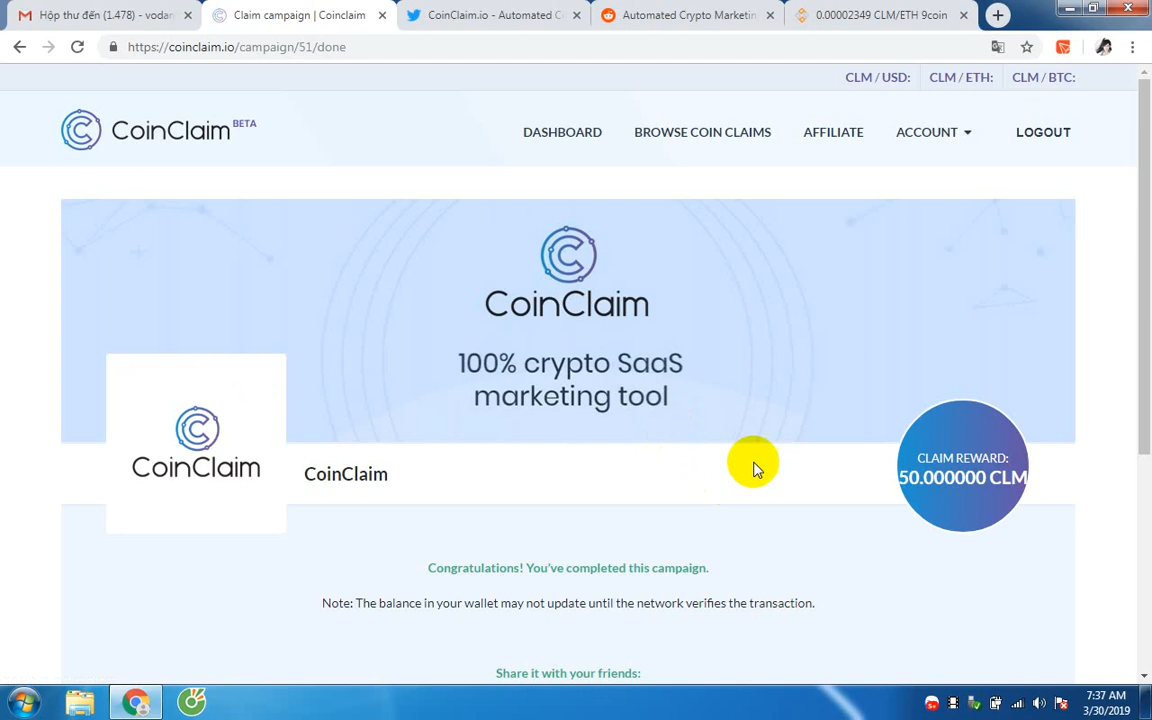 Hộp thư đến (1.478) - vodan
Claim campaign | Coinclaim
CoinClaim.io - Automated C
Automated Crypto Marketin
0.00002349 CLM/ETH 9coin
https://coinclaim.io/campaign/51/done
CLM / USD: CLM / ETH: CLM / BTC:
CoinClaim BETA
DASHBOARD BROWSE COIN CLAIMS AFFILIATE ACCOUNT LOGOUT
CoinClaim
100% crypto SaaS
marketing tool
CoinClaim
CoinClaim
CLAIM REWARD:
50.000000 CLM
Congratulations! You've completed this campaign.
Note: The balance in your wallet may not update until the network verifies the transaction.
Share it with your friends:
7:37 AM
3/30/2019